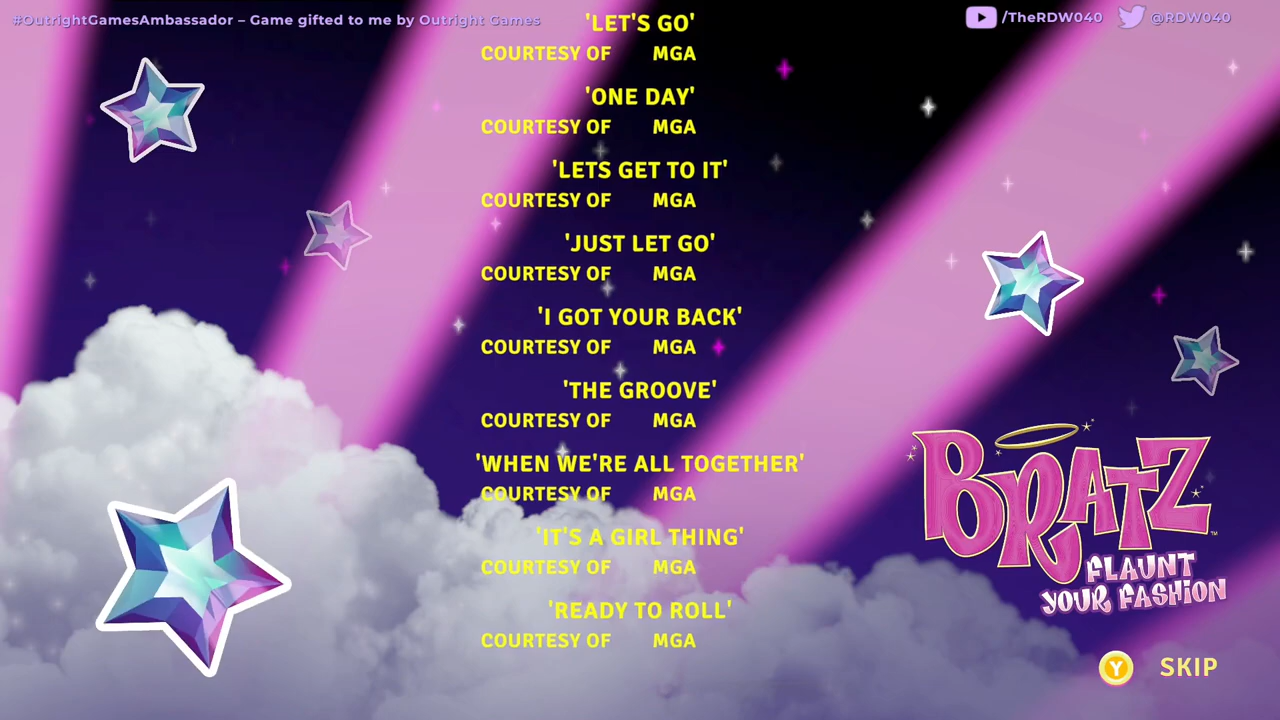 #OutrightGamesAmbassador – Game gifted to me by Outright Games
/TheRDW040 @RDW040
'LET'S GO'
COURTESY OF MGA
'ONE DAY'
COURTESY OF MGA
'LETS GET TO IT'
COURTESY OF MGA
'JUST LET GO'
COURTESY OF MGA
'I GOT YOUR BACK'
COURTESY OF MGA
'THE GROOVE'
COURTESY OF MGA
'WHEN WE'RE ALL TOGETHER'
COURTESY OF MGA
'IT'S A GIRL THING'
COURTESY OF MGA
'READY TO ROLL'
COURTESY OF MGA
BRATZ™
FLAUNT
YOUR FASHION
Y SKIP